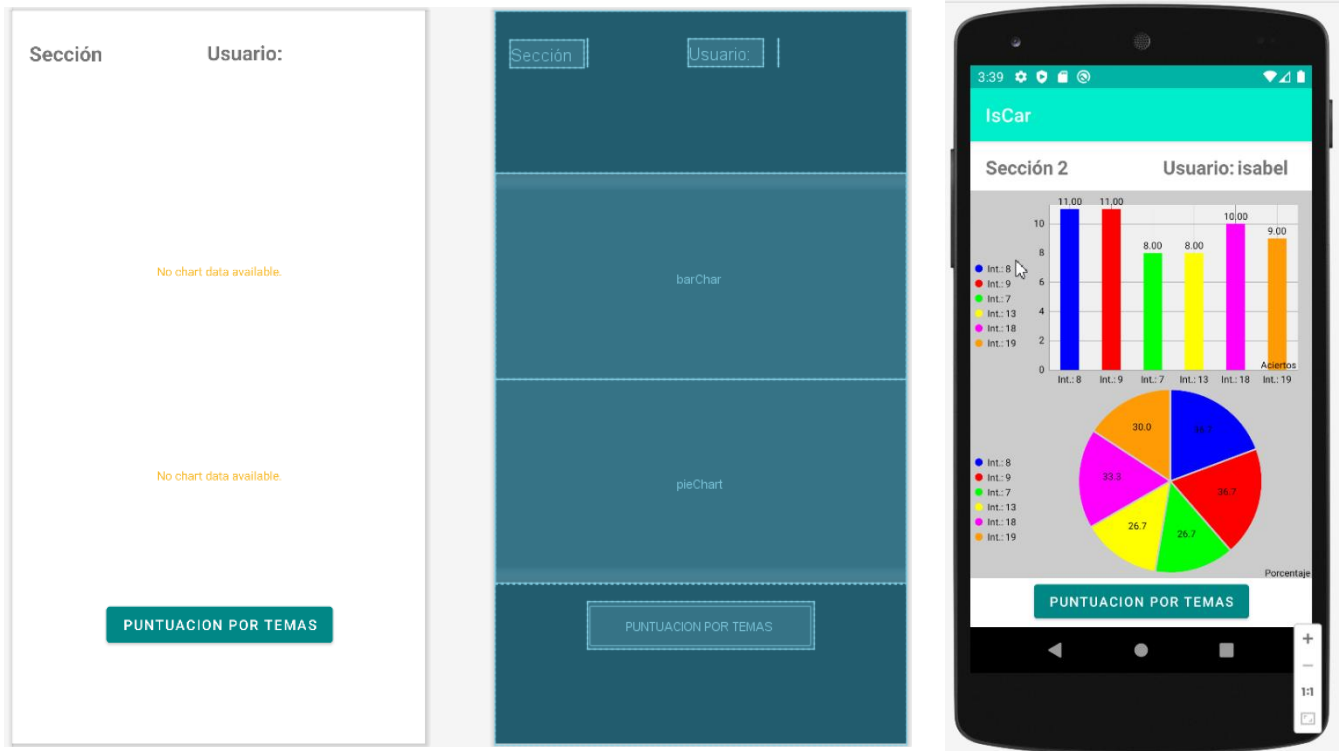 Sección Usuario:
No chart data available.
No chart data available.
PUNTUACION POR TEMAS
Sección Usuario:
barChar
pieChart
PUNTUACION POR TEMAS
3:39
IsCar
Sección 2 Usuario: isabel
11,00 11,00
10,00
9.00
8.00 8.00
10
8
6
4
2
0
Int.: 8
Int.: 9
Int.: 7
Int.: 13
Int.: 18
Int.: 19
Aciertos
Int.: 8 Int.: 9 Int.: 7 Int.: 13 Int.: 18 Int.: 19
30.0
33.3 36.7
26.7 26.7
Int.: 8
Int.: 9
Int.: 7
Int.: 13
Int.: 18
Int.: 19
Porcentaje
PUNTUACION POR TEMAS
1:1